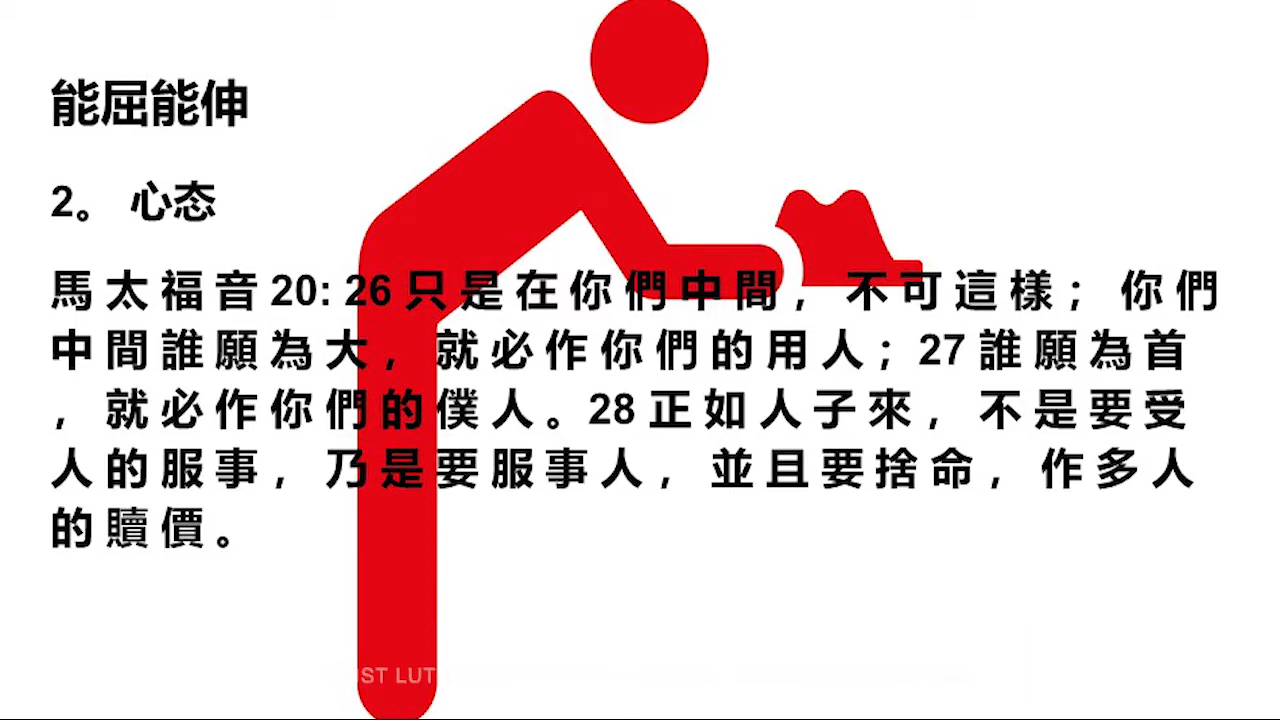 能屈能伸
2。 心态
馬太福音20: 26 只是在你們中間，不可這樣；你們
中間誰願為大，就必作你們的用人；27 誰願為首
，就必作你們的僕人。28 正如人子來，不是要受
人的服事，乃是要服事人，並且要捨命，作多人
的贖價。